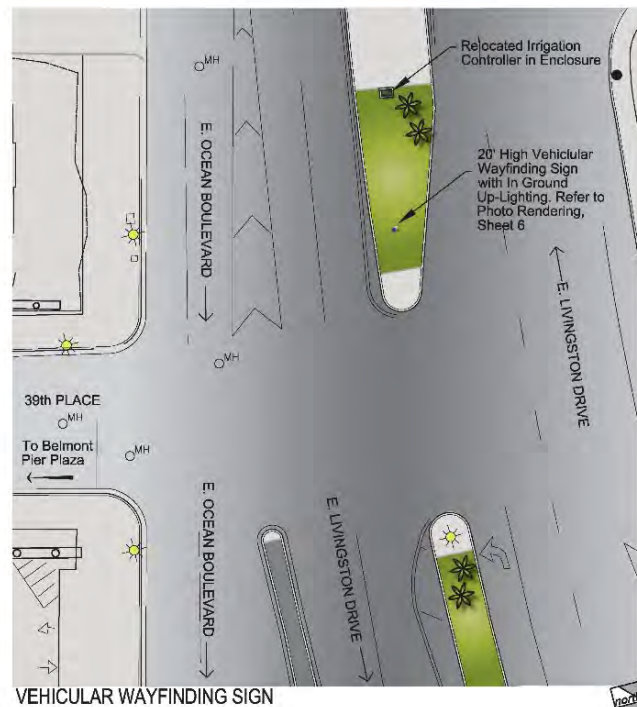 Relocated Irrigation
Controller in Enclosure
MH
E. OCEAN BOULEVARD
20' High Vehiclular
Wayfinding Sign
with In Ground
Up-Lighting. Refer to
Photo Rendering,
Sheet 6
E. LIVINGSTON DRIVE
MH
39th PLACE
MH
To Belmont
Pier Plaza
MH
E. OCEAN BOULEVARD
E. LIVINGSTON DRIVE
VEHICULAR WAYFINDING SIGN
north